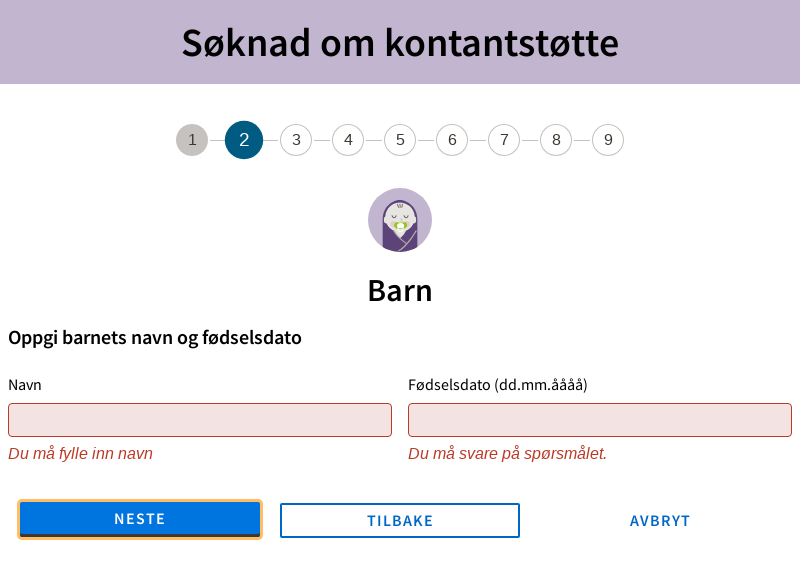 Søknad om kontantstøtte
1 2 3 4 5 6 7 8 9
Barn
Oppgi barnets navn og fødselsdato
Navn Fødselsdato (dd.mm.åååå)
Du må fylle inn navn Du må svare på spørsmålet.
NESTE TILBAKE AVBRYT